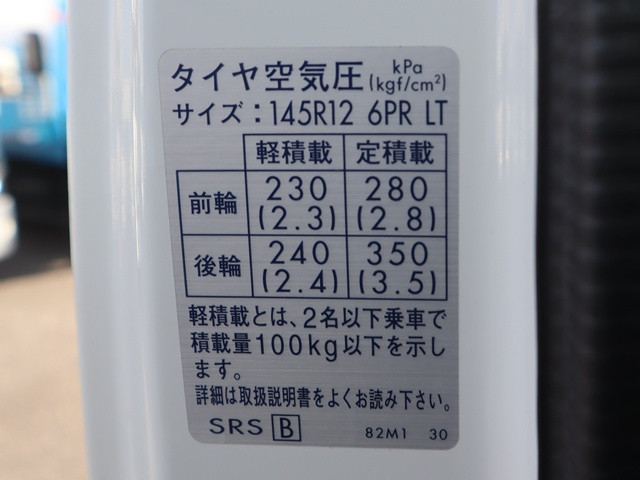 タイヤ空気圧 kPa (kgf/cm²)
サイズ:145R12 6PR LT
軽積載 定積載
前輪 230 (2.3) 280 (2.8)
後輪 240 (2.4) 350 (3.5)
軽積載とは、2名以下乗車で
積載量100kg以下を示し
ます。
詳細は取扱説明書をよくお読み下さい。
SRS B 82M1 30